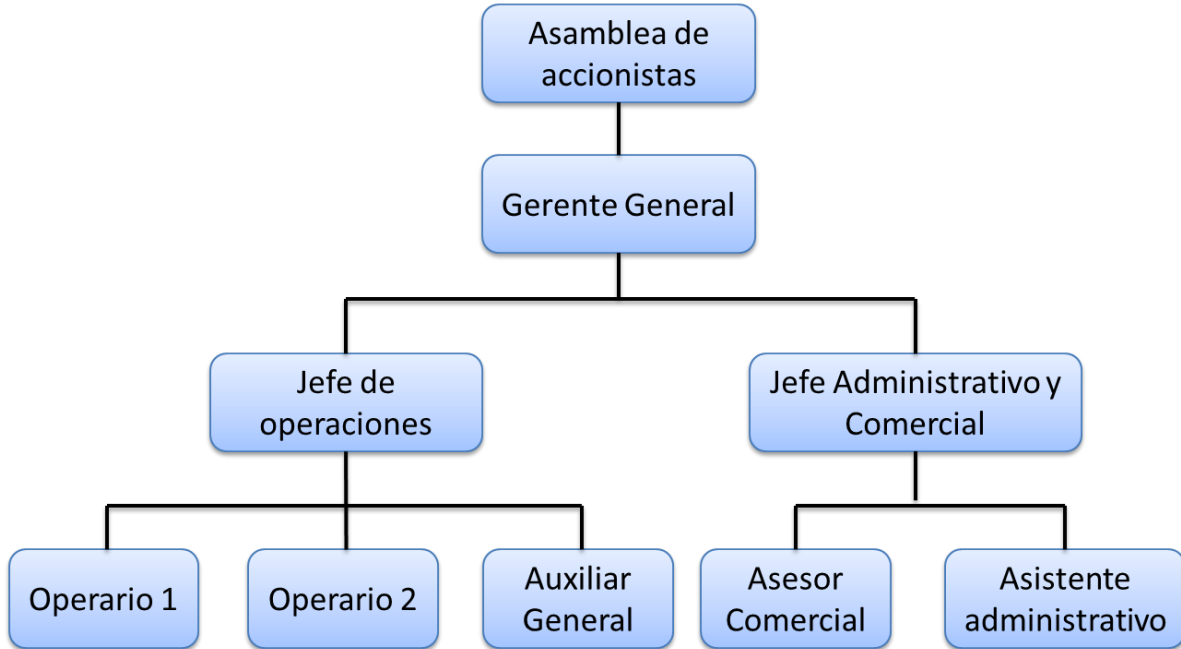 Asamblea de
accionistas
Gerente General
Jefe de
operaciones
Jefe Administrativo y
Comercial
Operario 1
Operario 2
Auxiliar
General
Asesor
Comercial
Asistente
administrativo